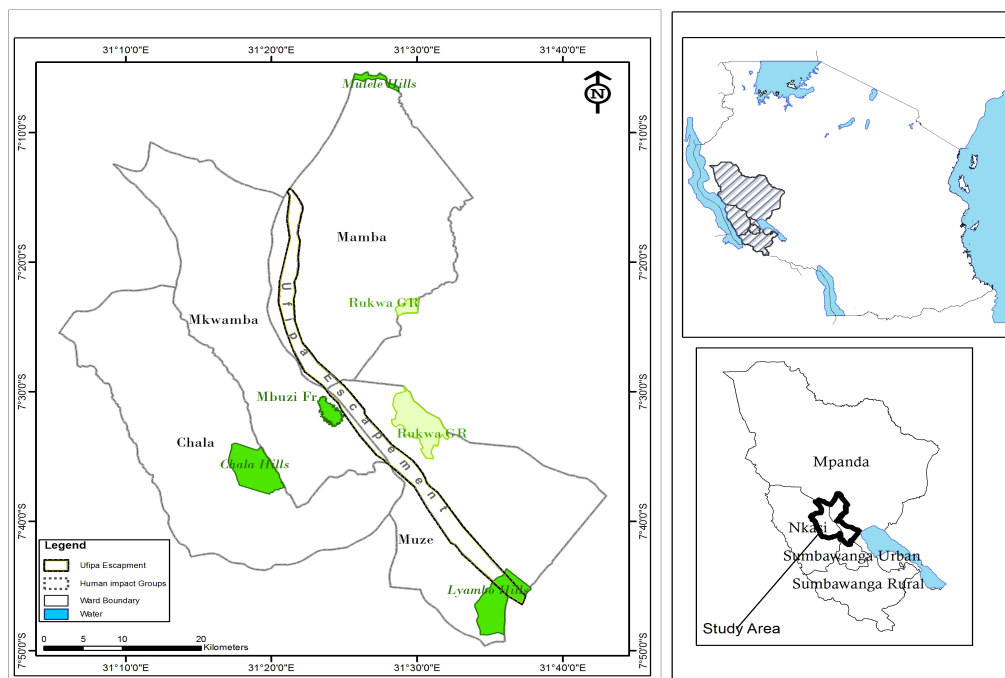 31°10'0"E 31°20'0"E 31°30'0"E 31°40'0"E
Mulele Hills
N
7°10'0"S
7°10'0"S
Mamba
7°20'0"S
7°20'0"S
Rukwa GR
Mkwamba
Ufipa Escapement
7°30'0"S
7°30'0"S
Mbuzi Fr.
Rukwa GR
Chala
Chala Hills
7°40'0"S
7°40'0"S
Muze
Lyambo Hills
Legend
Ufipa Escapment
Human impact Groups
Ward Boundary
Water
0 5 10 20
Kilometers
7°50'0"S
7°50'0"S
31°10'0"E 31°20'0"E 31°30'0"E 31°40'0"E
Mpanda
Nkasi
Sumbawanga Urban
Sumbawanga Rural
Study Area